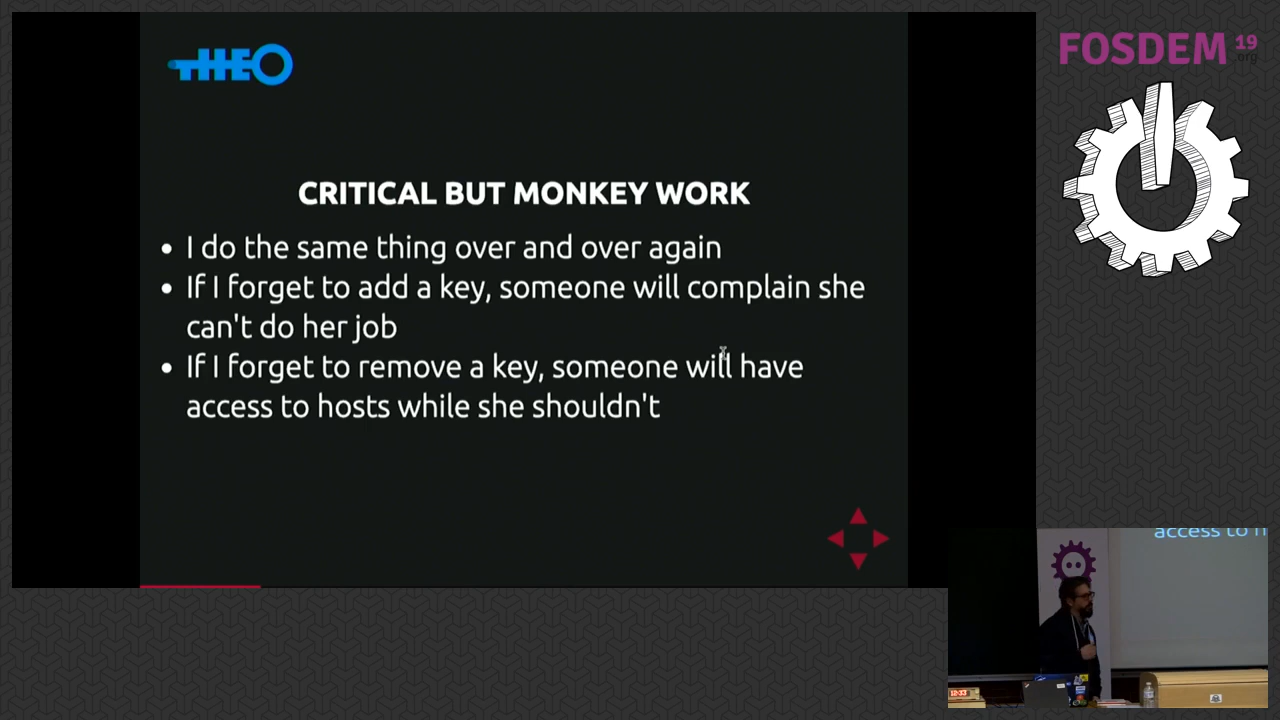 THEO
CRITICAL BUT MONKEY WORK
• I do the same thing over and over again
• If I forget to add a key, someone will complain she
can't do her job
• If I forget to remove a key, someone will have
access to hosts while she shouldn't
FOSDEM 19
.org
access to h
12:33